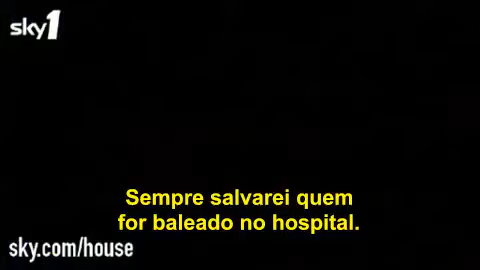 sky1
Sempre salvarei quem
for baleado no hospital.
sky.com/house